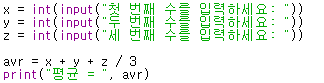 x = int(input("첫 번째 수를 입력하세요: "))
y = int(input("두 번째 수를 입력하세요: "))
z = int(input("세 번째 수를 입력하세요: "))
avr = x + y + z / 3
print("평균 = ", avr)